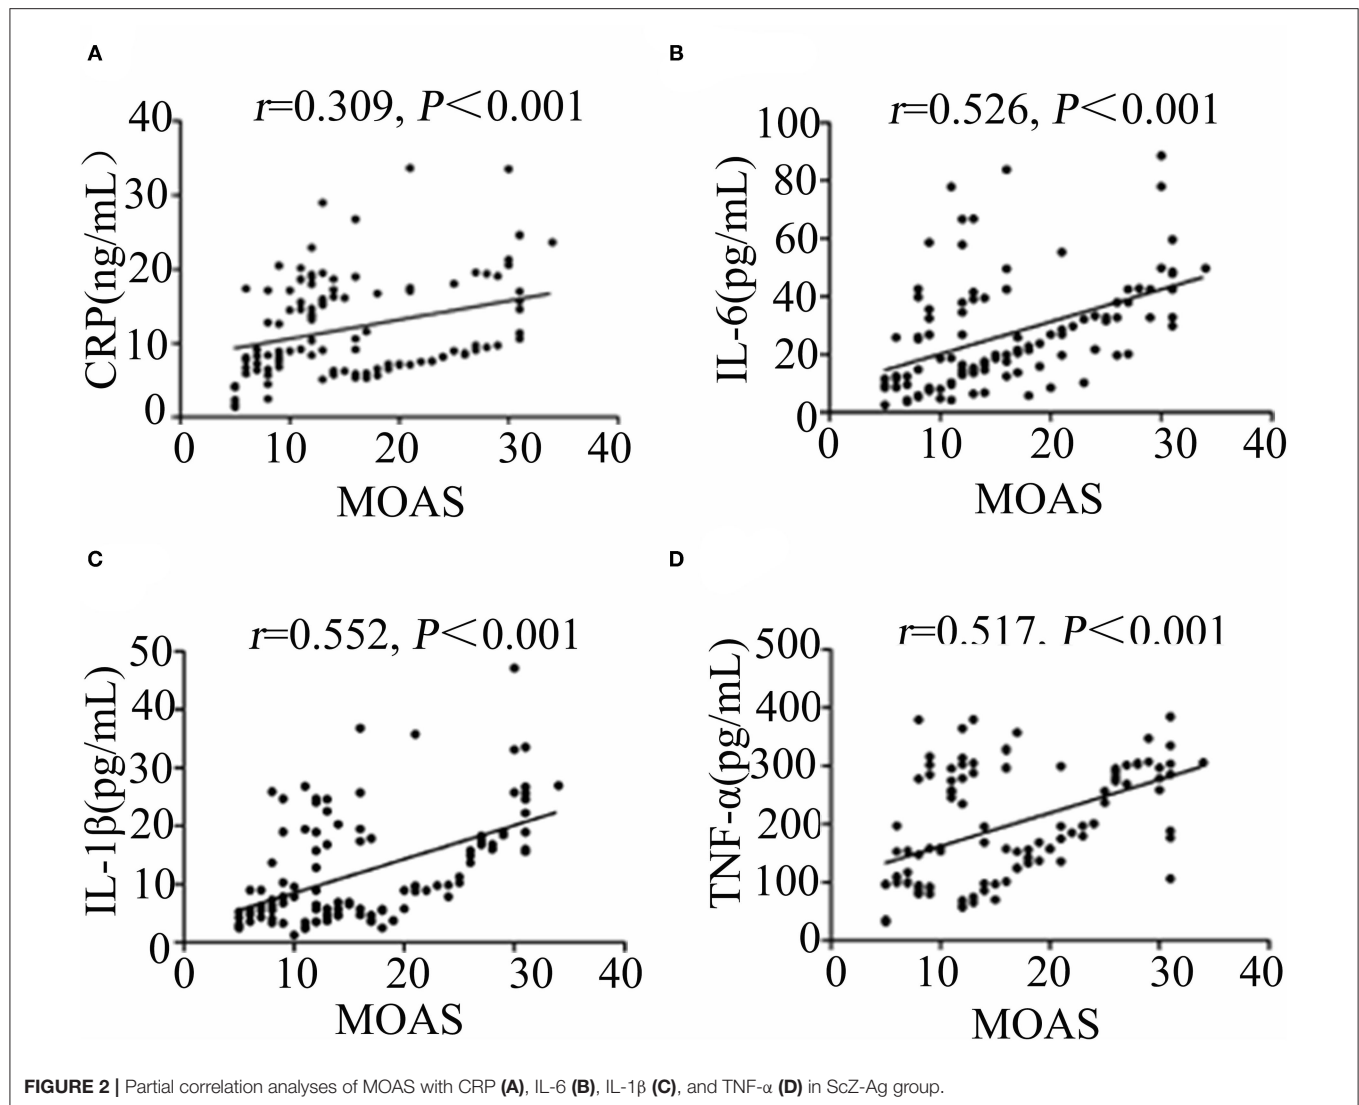 A
r=0.309, P<0.001
CRP(ng/mL)
40
30
20
10
0
0 10 20 30 40
MOAS
B
r=0.526, P<0.001
IL-6(pg/mL)
100
80
60
40
20
0
0 10 20 30 40
MOAS
C
r=0.552, P<0.001
IL-1β(pg/mL)
50
40
30
20
10
0
0 10 20 30 40
MOAS
D
r=0.517, P<0.001
TNF-α(pg/mL)
500
400
300
200
100
0
0 10 20 30 40
MOAS
FIGURE 2 | Partial correlation analyses of MOAS with CRP (A), IL-6 (B), IL-1β (C), and TNF-α (D) in ScZ-Ag group.